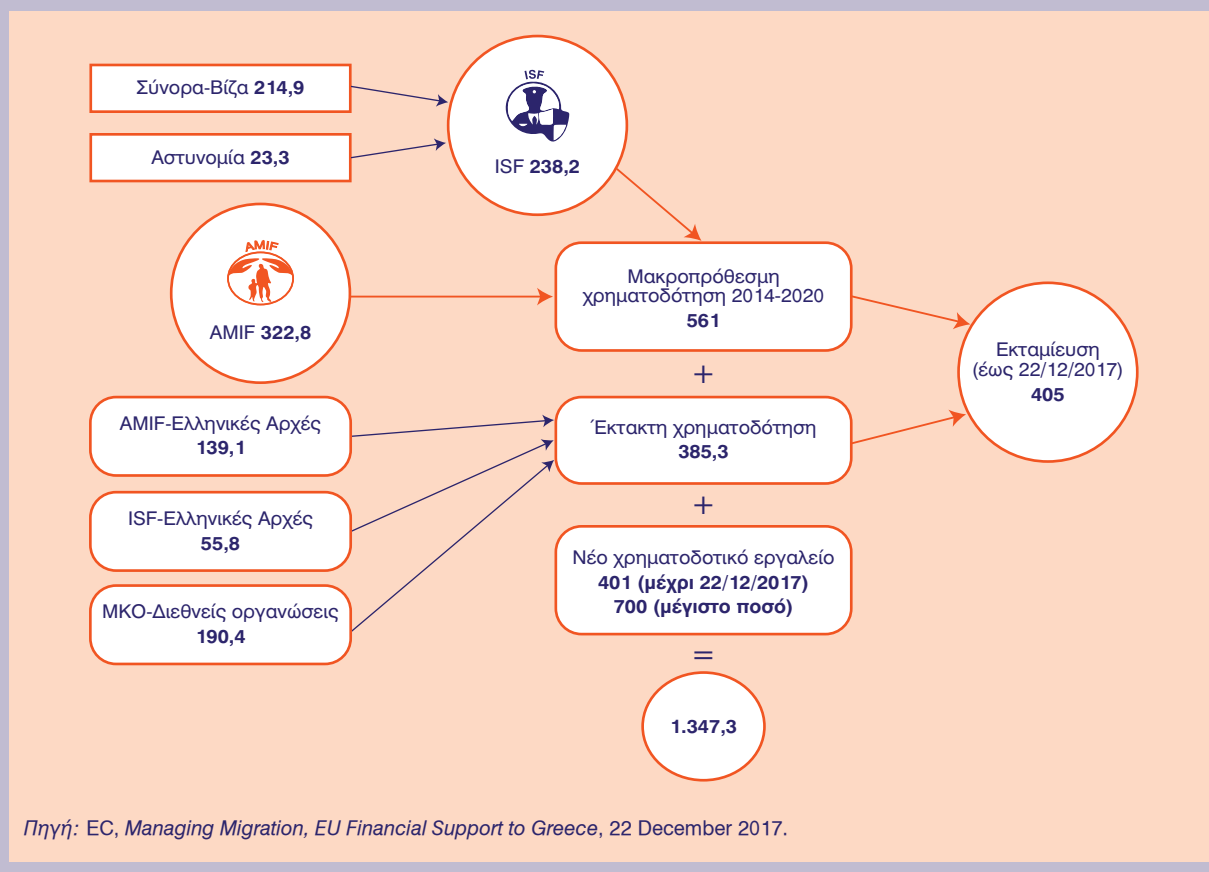 Σύνορα-Βίζα 214,9
Αστυνομία 23,3
ISF
ISF 238,2
AMIF
AMIF 322,8
Μακροπρόθεσμη
χρηματοδότηση 2014-2020
561
+
Εκταμίευση
(έως 22/12/2017)
405
AMIF-Ελληνικές Αρχές
139,1
Έκτακτη χρηματοδότηση
385,3
+
ISF-Ελληνικές Αρχές
55,8
Νέο χρηματοδοτικό εργαλείο
401 (μέχρι 22/12/2017)
700 (μέγιστο ποσό)
ΜΚΟ-Διεθνείς οργανώσεις
190,4
=
1.347,3
Πηγή: EC, Managing Migration, EU Financial Support to Greece, 22 December 2017.